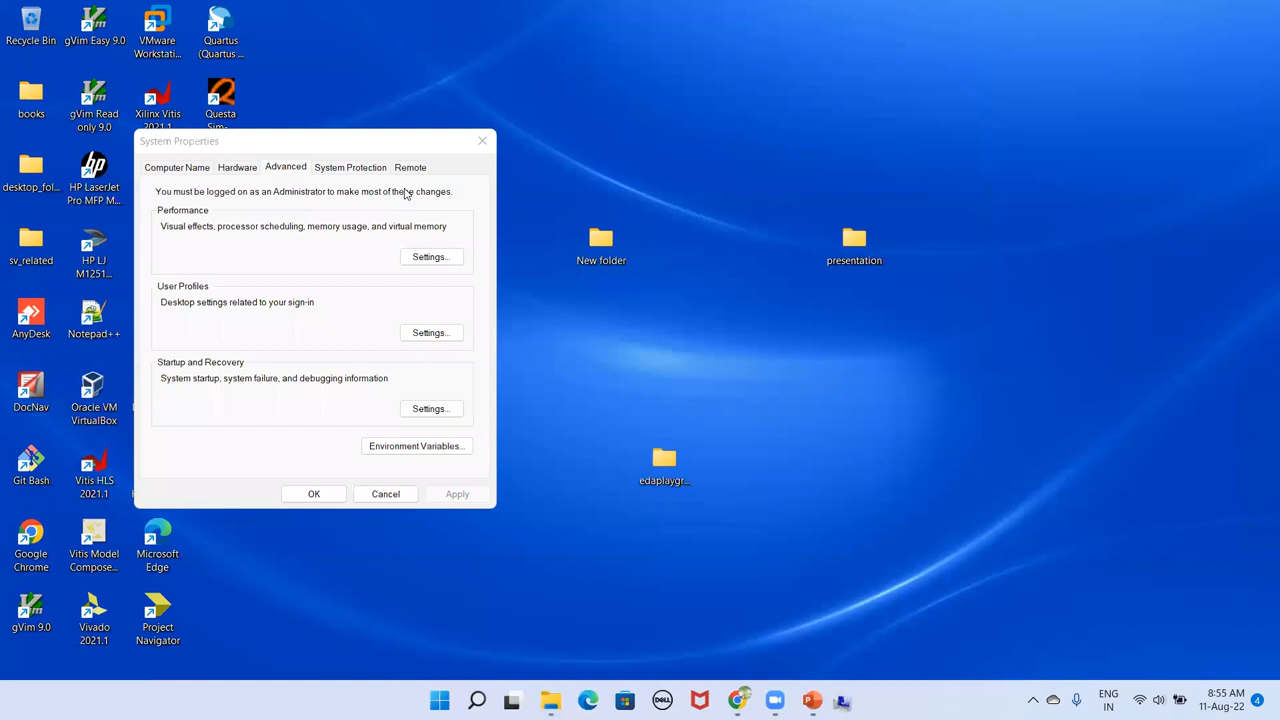 Recycle Bin
gVim Easy 9.0
VMware
Workstati...
Quartus
(Quartus ...
books
gVim Read
only 9.0
Xilinx Vitis
2021.1
Questa
Sim-
desktop_fol...
HP LaserJet
Pro MFP M...
sv_related
HP LJ
M1251...
AnyDesk
Notepad++
DocNav
Oracle VM
VirtualBox
Git Bash
Vitis HLS
2021.1
Google
Chrome
Vitis Model
Compose...
Microsoft
Edge
gVim 9.0
Vivado
2021.1
Project
Navigator
System Properties
Computer Name
Hardware
Advanced
System Protection
Remote
You must be logged on as an Administrator to make most of these changes.
Performance
Visual effects, processor scheduling, memory usage, and virtual memory
Settings...
User Profiles
Desktop settings related to your sign-in
Settings...
Startup and Recovery
System startup, system failure, and debugging information
Settings...
Environment Variables...
OK
Cancel
Apply
New folder
presentation
edaplaygr...
DELL
ENG
IN
8:55 AM
11-Aug-22
4